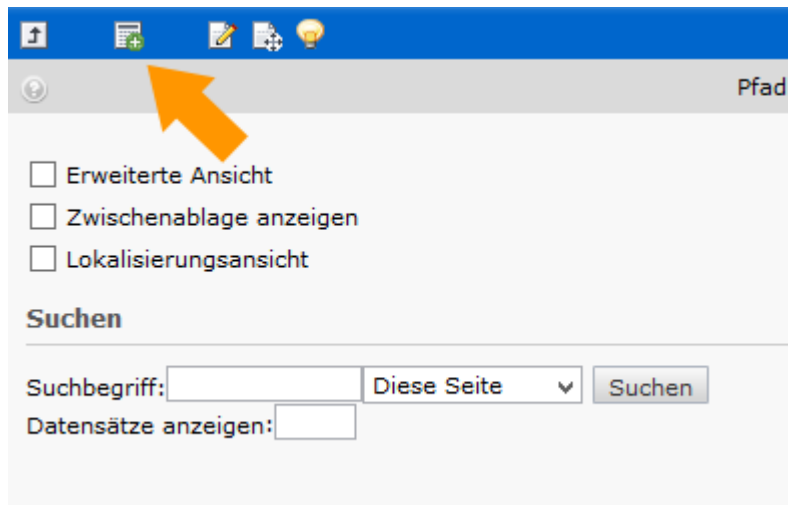 Pfad
Erweiterte Ansicht
Zwischenablage anzeigen
Lokalisierungsansicht
Suchen
Suchbegriff: Diese Seite Suchen
Datensätze anzeigen: